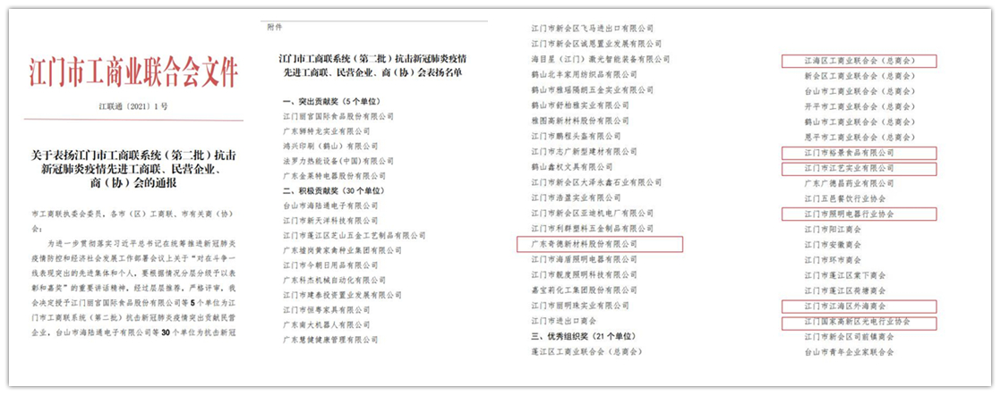 江门市工商业联合会文件
江联通〔2021〕1号
关于表扬江门市工商联系统（第二批）抗击
新冠肺炎疫情先进工商联、民营企业、
商（协）会的通报
市工商联执委会委员，各市（区）工商联、市有关商（协）
会：
为进一步贯彻落实习近平总书记在统筹推进新冠肺炎
疫情防控和经济社会发展工作部署会议上关于“对在斗争一
线表现突出的先进集体和个人，要根据情况分层分级予以表
彰和嘉奖”的重要讲话精神，经过层层推荐，严格评审，我
会决定授予江门丽宫国际食品股份有限公司等5个单位为江
门市工商联系统（第二批）抗击新冠肺炎疫情突出贡献民营
企业，台山市海陆通电子有限公司等30个单位为抗击新冠
附件
江门市工商联系统（第二批）抗击新冠肺炎疫情
先进工商联、民营企业、商（协）会表扬名单
一、突出贡献奖（5个单位）
江门丽宫国际食品股份有限公司
广东狮特龙实业有限公司
鸿兴印刷（鹤山）有限公司
法罗力热能设备(中国)有限公司
广东金莱特电器股份有限公司
二、积极贡献奖（30个单位）
台山市海陆通电子有限公司
江门市新天洋科技有限公司
江门市蓬江区芝山五金工艺制品有限公司
广东墟岗黄家禽种业集团有限公司
江门市今朝日用品有限公司
广东科杰机械自动化有限公司
江门市建泰投资置业发展有限公司
江门市恒粤家具有限公司
广东南大机器人有限公司
广东慧健健康管理有限公司
江门市新会区飞马进出口有限公司
江门市新会区诚恩置业发展有限公司
海目星（江门）激光智能装备有限公司
鹤山北丰家用纺织品有限公司
鹤山市雅瑶隔朗五金实业有限公司
鹤山市舒柏雅实业有限公司
雅图高新材料股份有限公司
江门市鹏程头盔有限公司
江门市志广新型建材有限公司
鹤山鑫权文具有限公司
江门市新会区大泽永鑫石业有限公司
江门市浩盈实业有限公司
江门市新会区亚迪机电厂有限公司
江门市利群塑料五金制品有限公司
广东奇德新材料股份有限公司
江门市海盾照明电器有限公司
江门市靓度照明科技有限公司
嘉宝莉化工集团股份有限公司
江门市丽明珠实业有限公司
江门市进出口商会
三、优秀组织奖（21个单位）
蓬江区工商业联合会（总商会）
江海区工商业联合会（总商会）
新会区工商业联合会（总商会）
台山市工商业联合会（总商会）
开平市工商业联合会（总商会）
鹤山市工商业联合会（总商会）
恩平市工商业联合会（总商会）
江门市裕景食品有限公司
江门市江艺实业有限公司
广东广德昌药业有限公司
江门五邑餐饮行业协会
江门市照明电器行业协会
江门市阳江商会
江门市安徽商会
江门市环市商会
江门市蓬江区棠下商会
江门市蓬江区荷塘商会
江门市江海区外海商会
江门国家高新区光电行业协会
江门市新会区司前镇商会
台山市青年企业家联合会